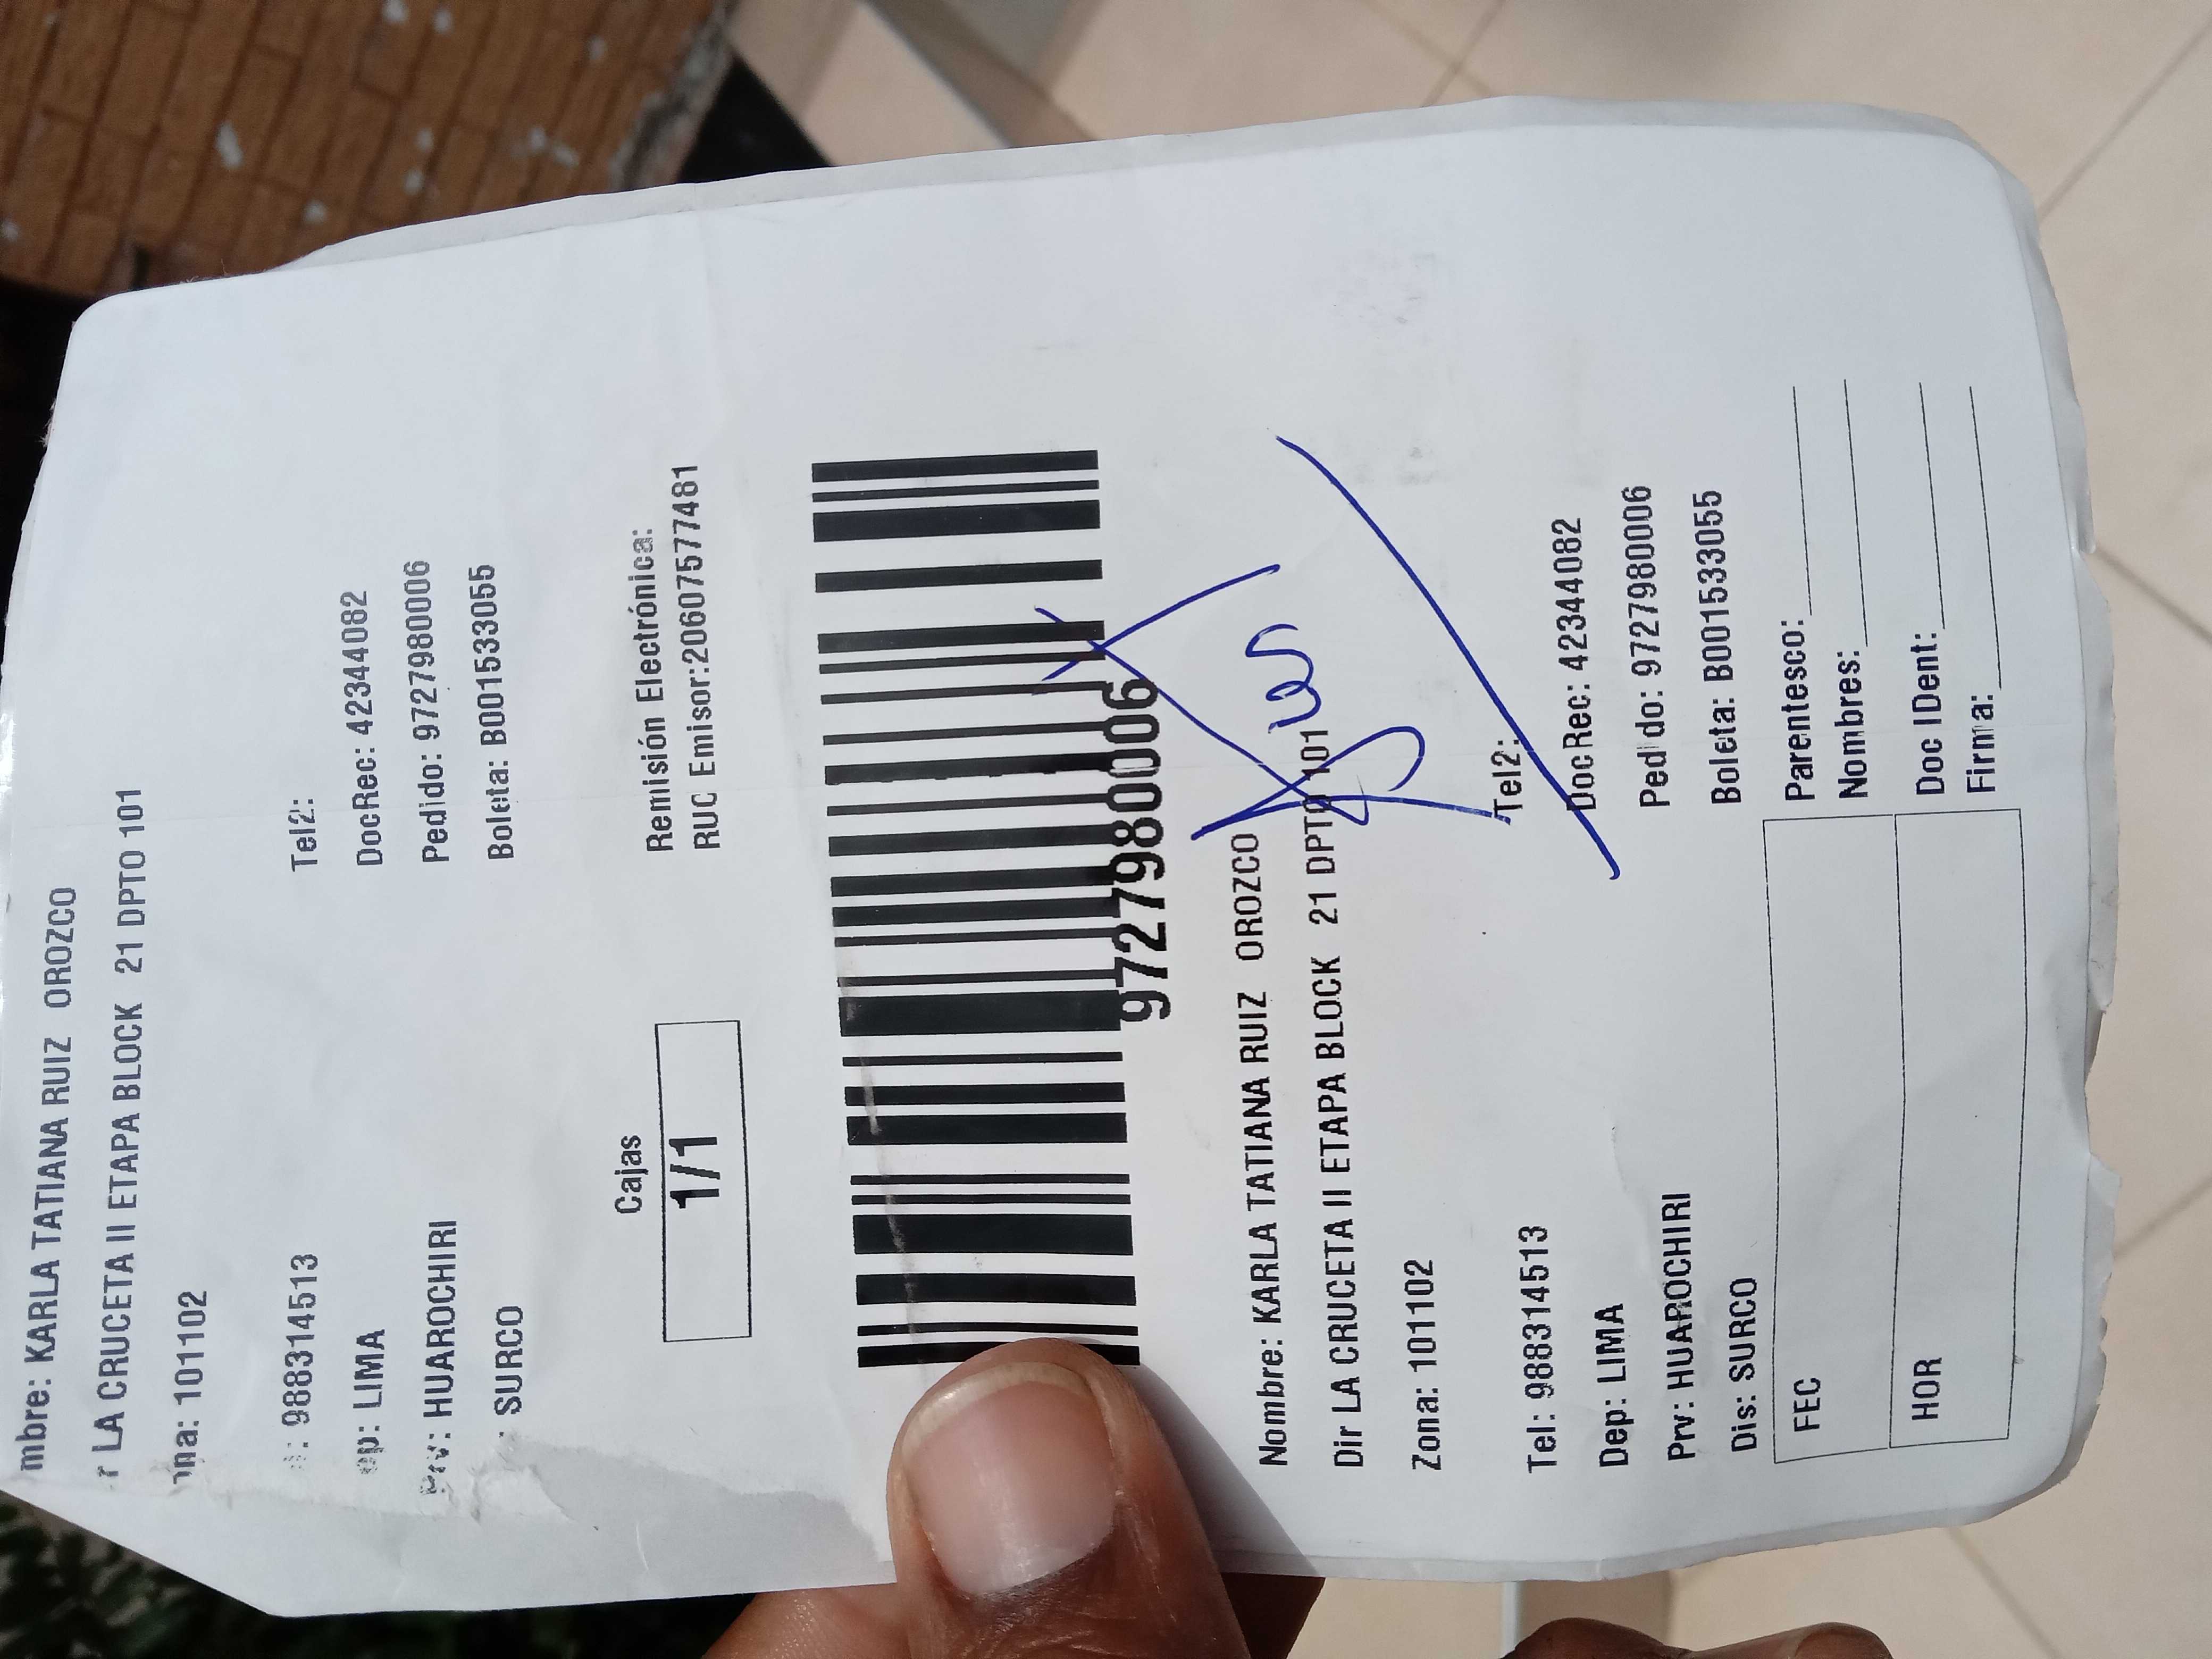 mbre: KARLA TATIANA RUIZ OROZCO
r LA CRUCETA II ETAPA BLOCK 21 DPTO 101
ona: 101102
: 988314513 Tel2:
ep: LIMA DocRec: 42344082
Prv: HUAROCHIRI Pedido: 9727980006
: SURCO Boleta: B001533055
Cajas Remisión Electrónica:
1/1 RUC Emisor:20607577481
9727980006
Nombre: KARLA TATIANA RUIZ OROZCO
Dir LA CRUCETA II ETAPA BLOCK 21 DPTO 101
Zona: 101102
Tel: 988314513 Tel2:
Dep: LIMA DocRec: 42344082
Prv: HUAROCHIRI Pedido: 9727980006
Dis: SURCO Boleta: B001533055
FEC Parentesco:
Nombres:
HOR Doc IDent:
Firma: